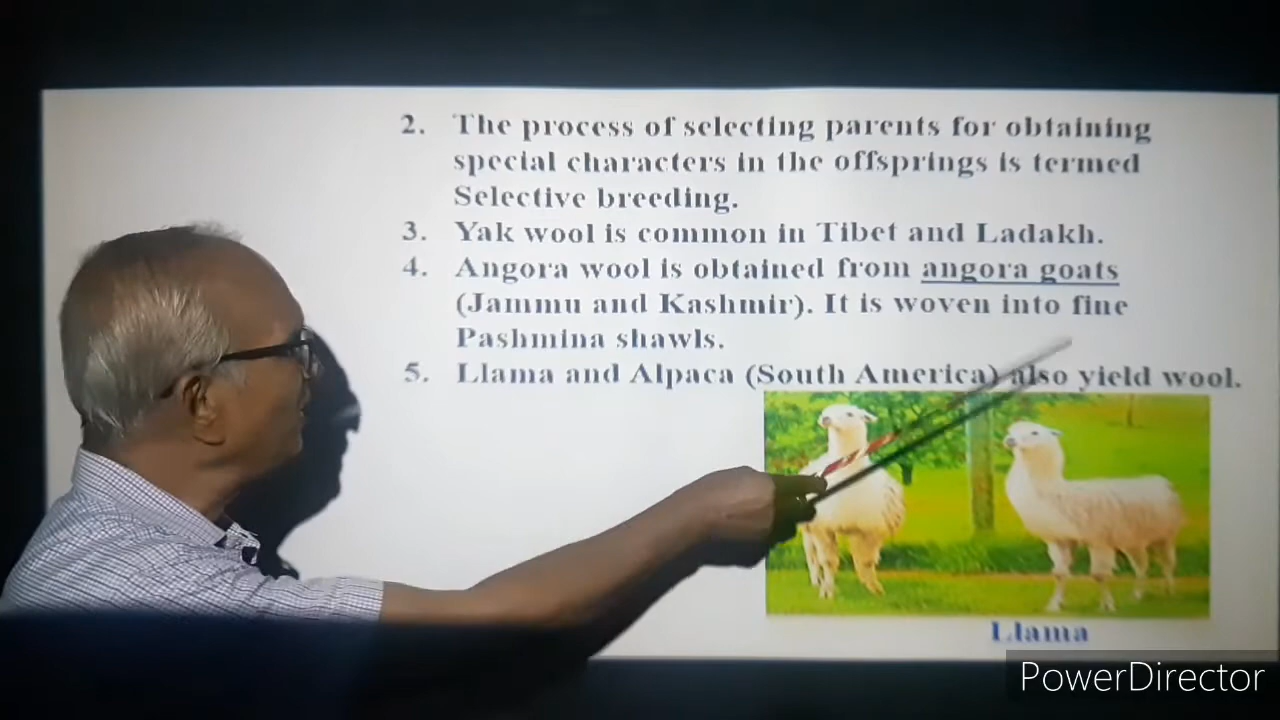 2. The process of selecting parents for obtaining
special characters in the offsprings is termed
Selective breeding.
3. Yak wool is common in Tibet and Ladakh.
4. Angora wool is obtained from angora goats
(Jammu and Kashmir). It is woven into fine
Pashmina shawls.
5. Llama and Alpaca (South America) also yield wool.
Llama
PowerDirector